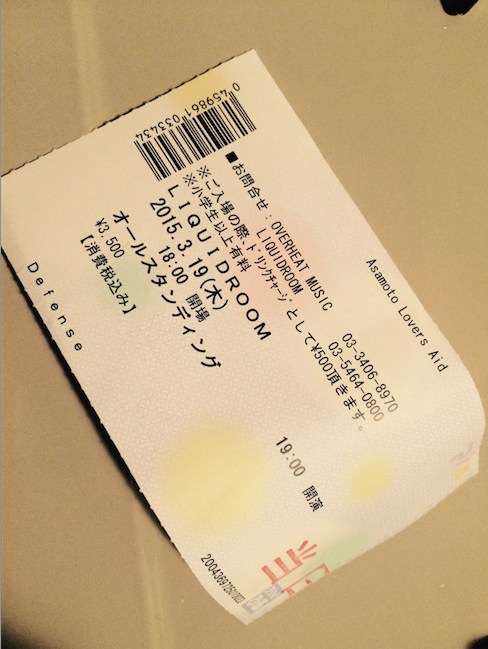 Asamoto Lovers Aid
0 459861 033434
■お問合せ：OVERHEAT MUSIC 03-3406-8970
LIQUIDROOM 03-5464-0800
※ご入場の際、ドリンクチャージとして¥500頂きます。
※小学生以上有料
LIQUIDROOM
2015.3.19(木)
18:00 開場 19:00 開演
オールスタンディング
¥3,500
【消費税込み】
Defense